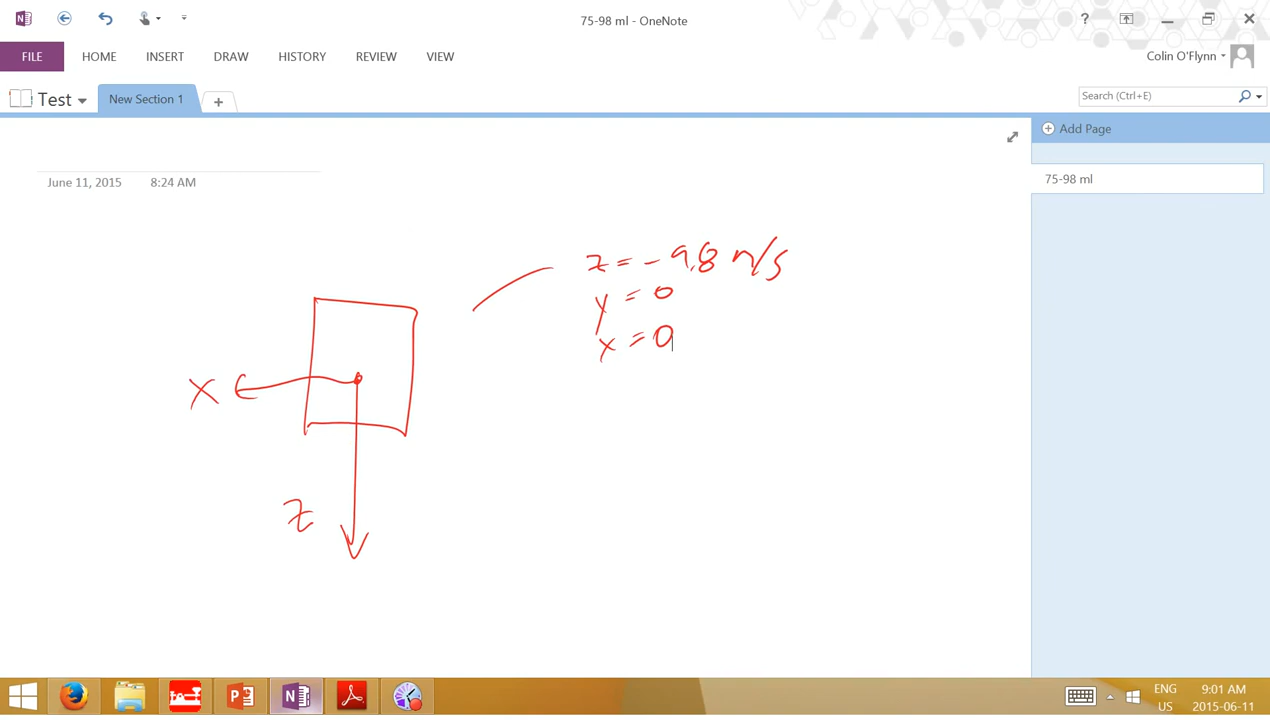 75-98 ml - OneNote
?
FILE HOME INSERT DRAW HISTORY REVIEW VIEW
Colin O'Flynn
Test
New Section 1
Search (Ctrl+E)
Add Page
June 11, 2015 8:24 AM
75-98 ml
z = - 9.8 m/s
y = 0
x = 0
X
z
ENG 9:01 AM
US 2015-06-11